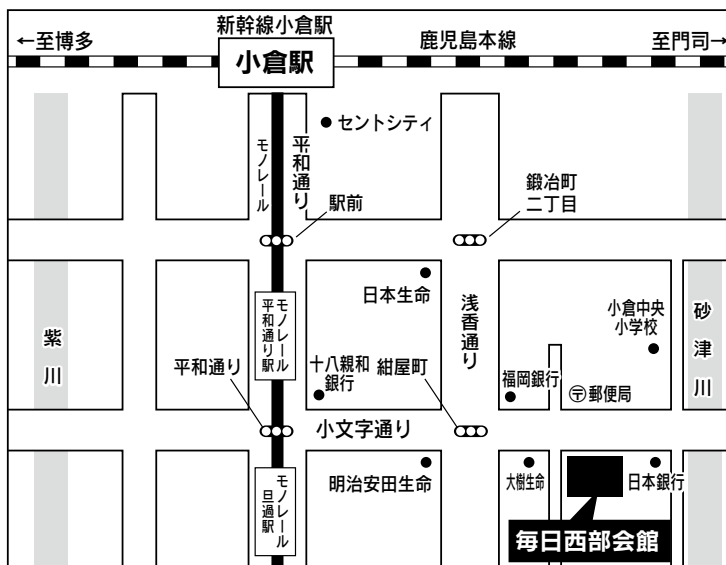 新幹線小倉駅
←至博多
小倉駅
鹿児島本線
至門司→
セントシティ
モノレール
平和通り
駅前
鍛冶町
二丁目
紫川
モノレール
平和通り駅
日本生命
浅香通り
小倉中央
小学校
砂津川
平和通り
十八親和
銀行
紺屋町
福岡銀行
〒郵便局
小文字通り
モノレール
旦過駅
明治安田生命
大樹生命
日本銀行
毎日西部会館